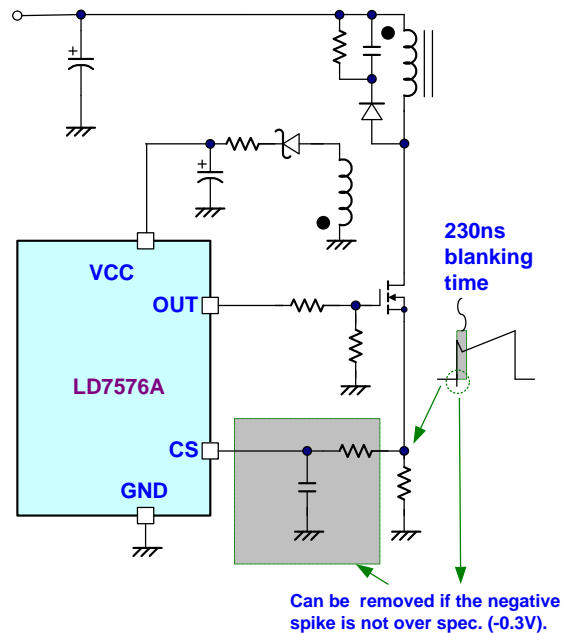 +
+
230ns
blanking
time
VCC
OUT
LD7576A
CS
GND
Can be removed if the negative
spike is not over spec. (-0.3V).